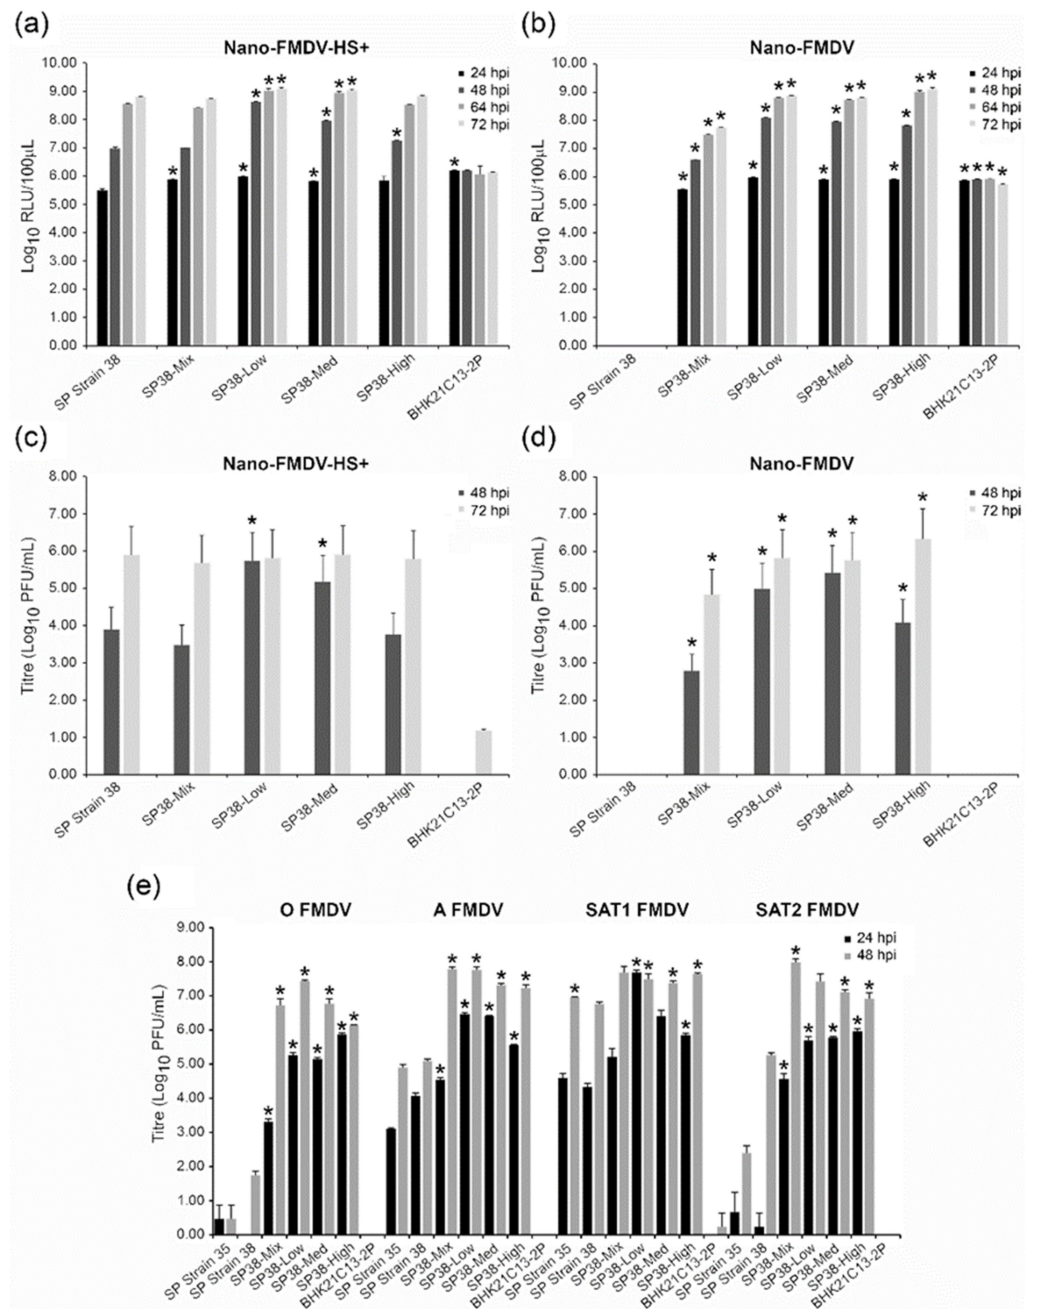 (a)
Nano-FMDV-HS+
10.00
9.00
8.00
7.00
6.00
5.00
4.00
3.00
2.00
1.00
0.00
Log10 RLU/100µL
24 hpi
48 hpi
64 hpi
72 hpi
* * * * * * * * * * *
SP Strain 38
SP38-Mix
SP38-Low
SP38-Med
SP38-High
BHK21C13-2P
(b)
Nano-FMDV
10.00
9.00
8.00
7.00
6.00
5.00
4.00
3.00
2.00
1.00
0.00
Log10 RLU/100µL
24 hpi
48 hpi
64 hpi
72 hpi
* * * * * * * * * * * * * * * * * * * *
SP Strain 38
SP38-Mix
SP38-Low
SP38-Med
SP38-High
BHK21C13-2P
(c)
Nano-FMDV-HS+
8.00
7.00
6.00
5.00
4.00
3.00
2.00
1.00
0.00
Titre (Log10 PFU/mL)
48 hpi
72 hpi
* *
SP Strain 38
SP38-Mix
SP38-Low
SP38-Med
SP38-High
BHK21C13-2P
(d)
Nano-FMDV
8.00
7.00
6.00
5.00
4.00
3.00
2.00
1.00
0.00
Titre (Log10 PFU/mL)
48 hpi
72 hpi
* * * * * * * *
SP Strain 38
SP38-Mix
SP38-Low
SP38-Med
SP38-High
BHK21C13-2P
(e)
O FMDV
A FMDV
SAT1 FMDV
SAT2 FMDV
9.00
8.00
7.00
6.00
5.00
4.00
3.00
2.00
1.00
0.00
Titre (Log10 PFU/mL)
24 hpi
48 hpi
* * * * * * * *
* * * * * * * *
* * * * * *
* * * * * * *
SP Strain 35
SP Strain 38
SP38-Mix
SP38-Low
SP38-Med
SP38-High
BHK21C13-2P
SP Strain 35
SP Strain 38
SP38-Mix
SP38-Low
SP38-Med
SP38-High
BHK21C13-2P
SP Strain 35
SP Strain 38
SP38-Mix
SP38-Low
SP38-Med
SP38-High
BHK21C13-2P
SP Strain 35
SP Strain 38
SP38-Mix
SP38-Low
SP38-Med
SP38-High
BHK21C13-2P